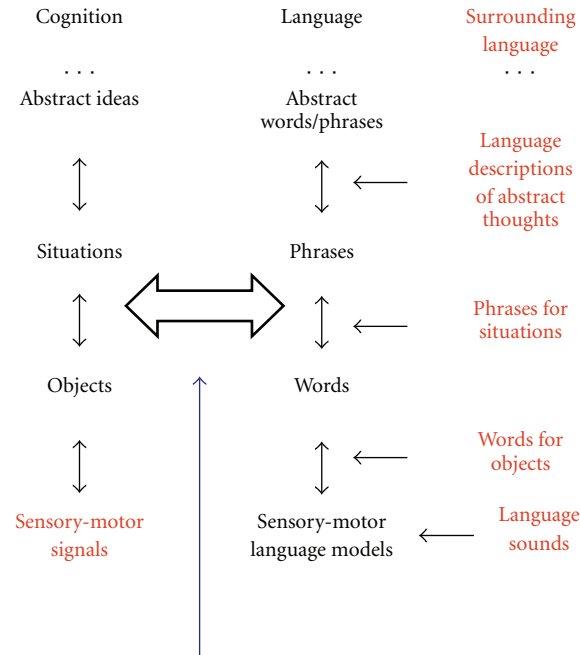 Cognition
Language
Surrounding
language
. . .
. . .
. . .
Abstract ideas
Abstract
words/phrases
Language
descriptions
of abstract
thoughts
Situations
Phrases
Phrases for
situations
Objects
Words
Words for
objects
Sensory-motor
signals
Sensory-motor
language models
Language
sounds